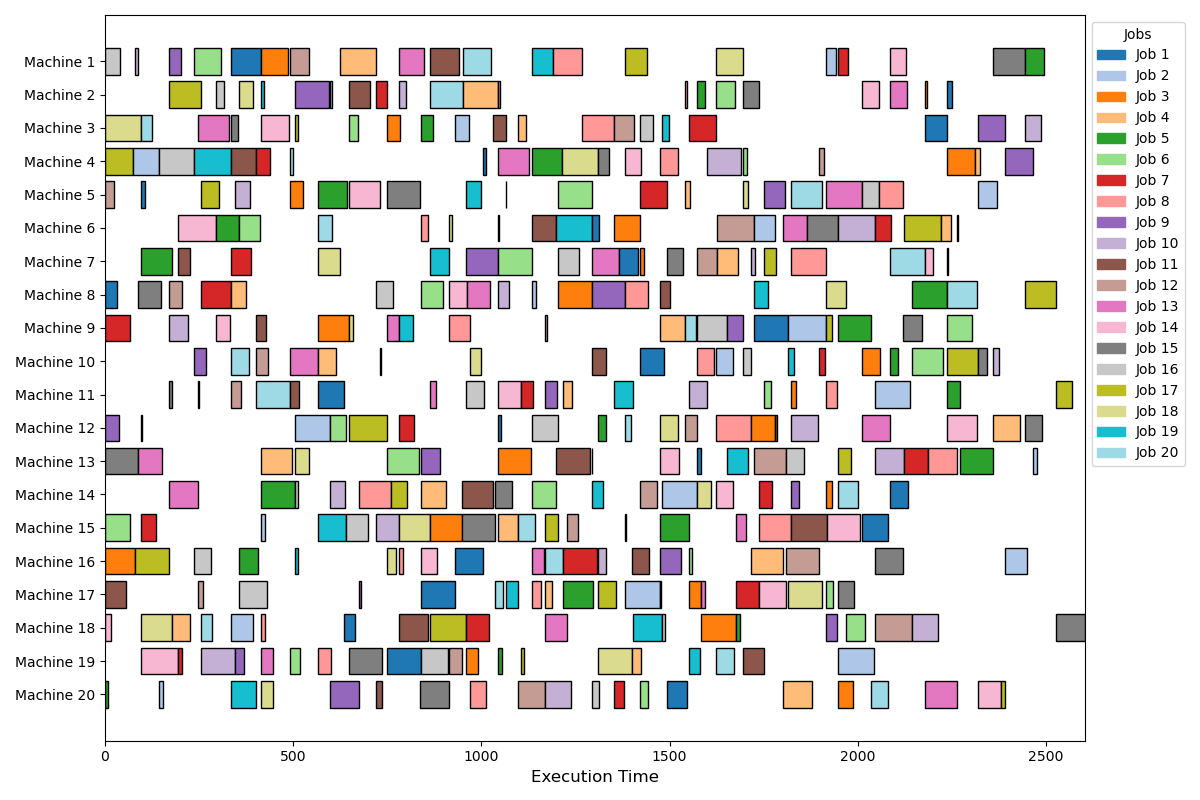 Machine 1
Machine 2
Machine 3
Machine 4
Machine 5
Machine 6
Machine 7
Machine 8
Machine 9
Machine 10
Machine 11
Machine 12
Machine 13
Machine 14
Machine 15
Machine 16
Machine 17
Machine 18
Machine 19
Machine 20
0
500
1000
1500
2000
2500
Execution Time
Jobs
Job 1
Job 2
Job 3
Job 4
Job 5
Job 6
Job 7
Job 8
Job 9
Job 10
Job 11
Job 12
Job 13
Job 14
Job 15
Job 16
Job 17
Job 18
Job 19
Job 20